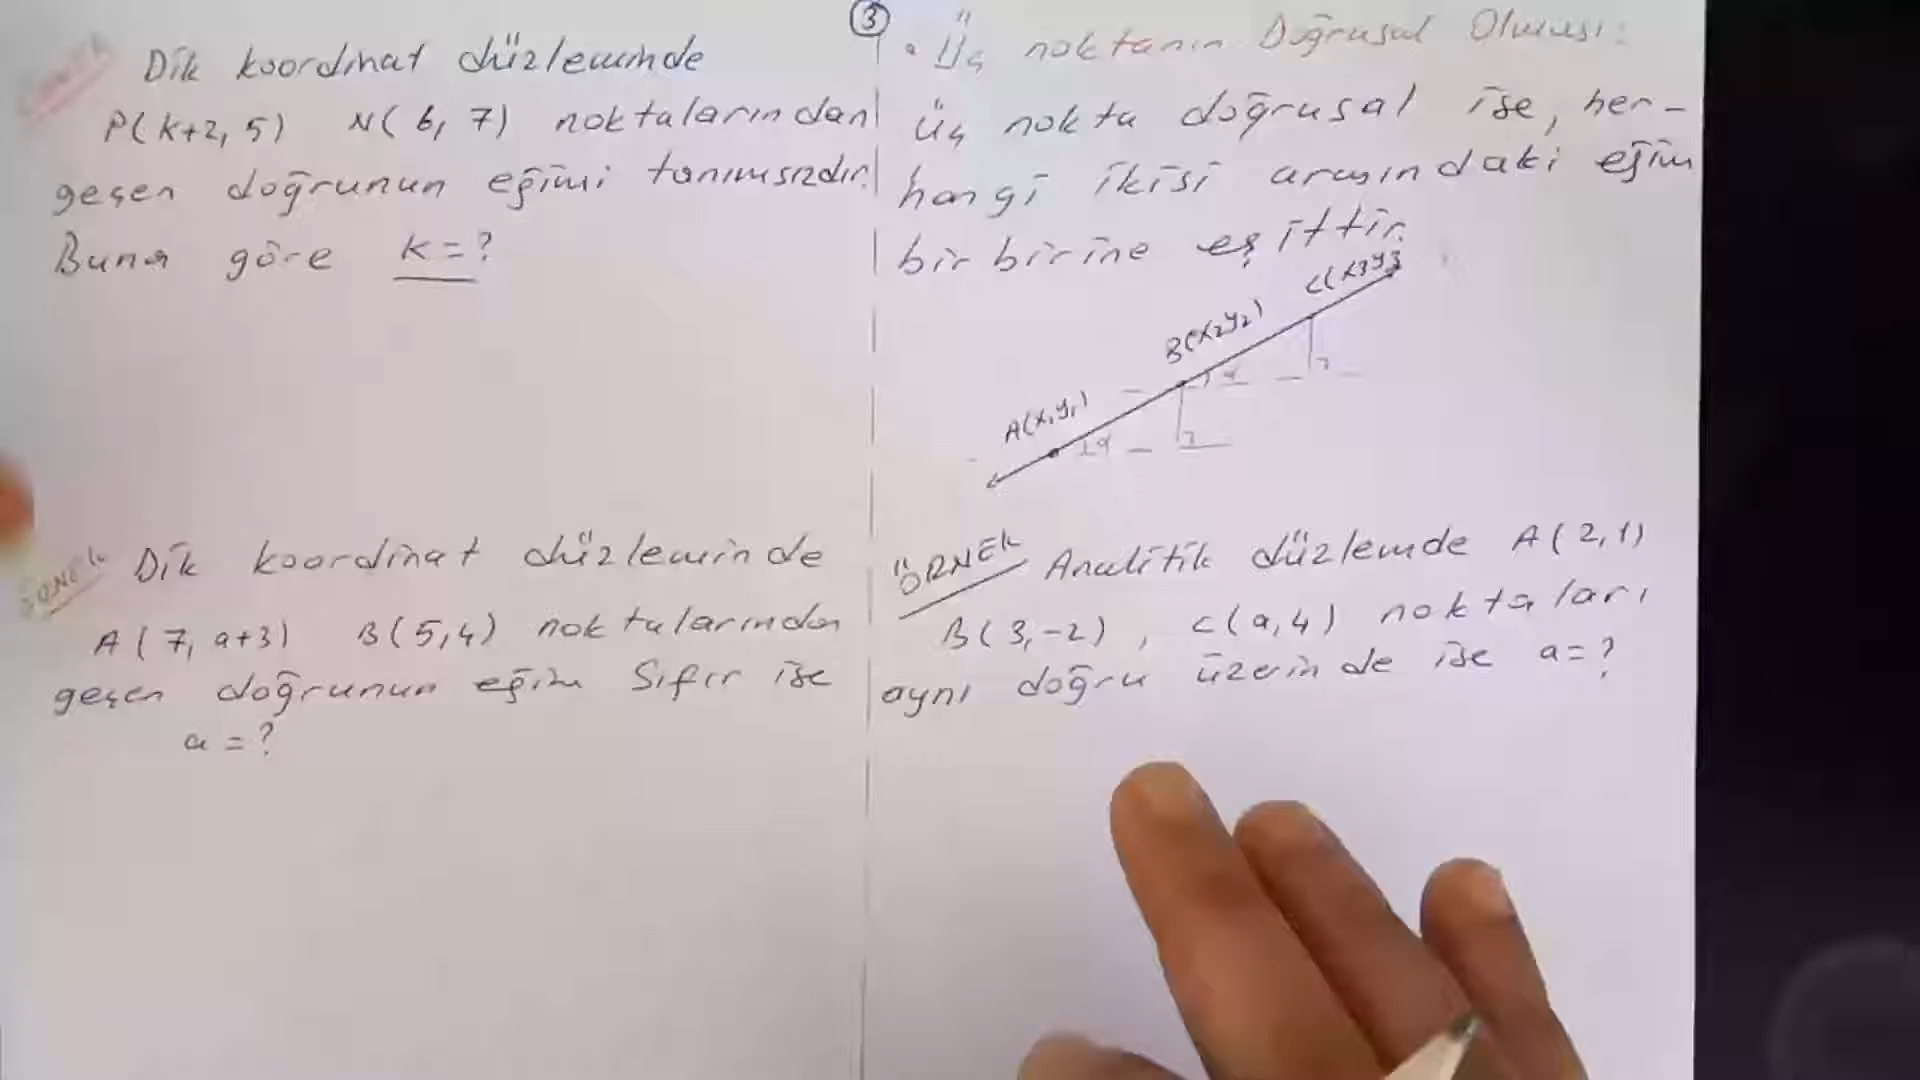 ③
ÖRNEK Dik koordinat düzleminde
P(k+2, 5) N(6, 7) noktalarından
geçen doğrunun eğimi tanımsızdır.
Buna göre k=?
ÖRNEK Dik koordinat düzleminde
A(7, a+3) B(5,4) noktalarından
geçen doğrunun eğim Sıfır ise
a=?
• Üç noktanın Doğrusal Olması:
üç nokta doğrusal ise, her-
hangi ikisi arasındaki eğim
birbirine eşittir.
C(x3y3
B(x2y2)
A(x1y1)
α
α
ÖRNEK Analitik düzlemde A(2,1)
B(3,-2), C(a,4) noktaları
aynı doğru üzerinde ise a=?